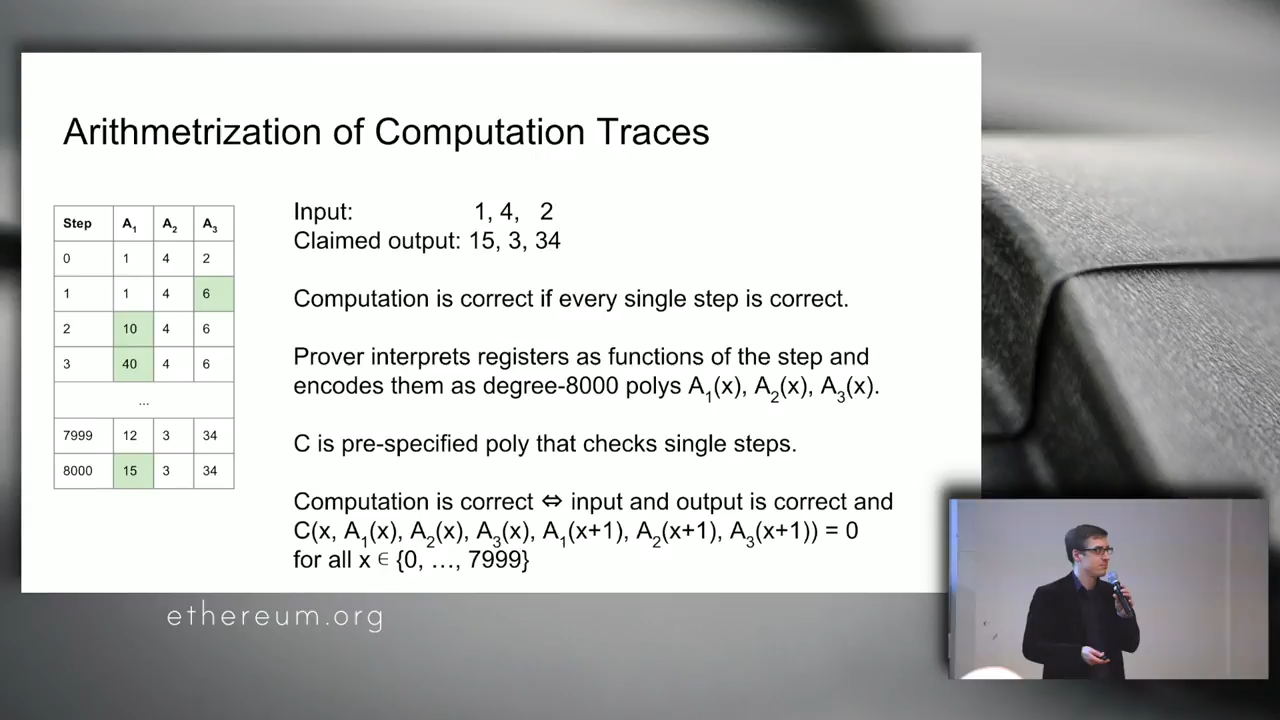 Arithmetrization of Computation Traces
Step A₁ A₂ A₃
0 1 4 2
1 1 4 6
2 10 4 6
3 40 4 6
...
7999 12 3 34
8000 15 3 34
Input: 1, 4, 2
Claimed output: 15, 3, 34
Computation is correct if every single step is correct.
Prover interprets registers as functions of the step and
encodes them as degree-8000 polys A₁(x), A₂(x), A₃(x).
C is pre-specified poly that checks single steps.
Computation is correct ⇔ input and output is correct and
C(x, A₁(x), A₂(x), A₃(x), A₁(x+1), A₂(x+1), A₃(x+1)) = 0
for all x ∈ {0, …, 7999}
ethereum.org